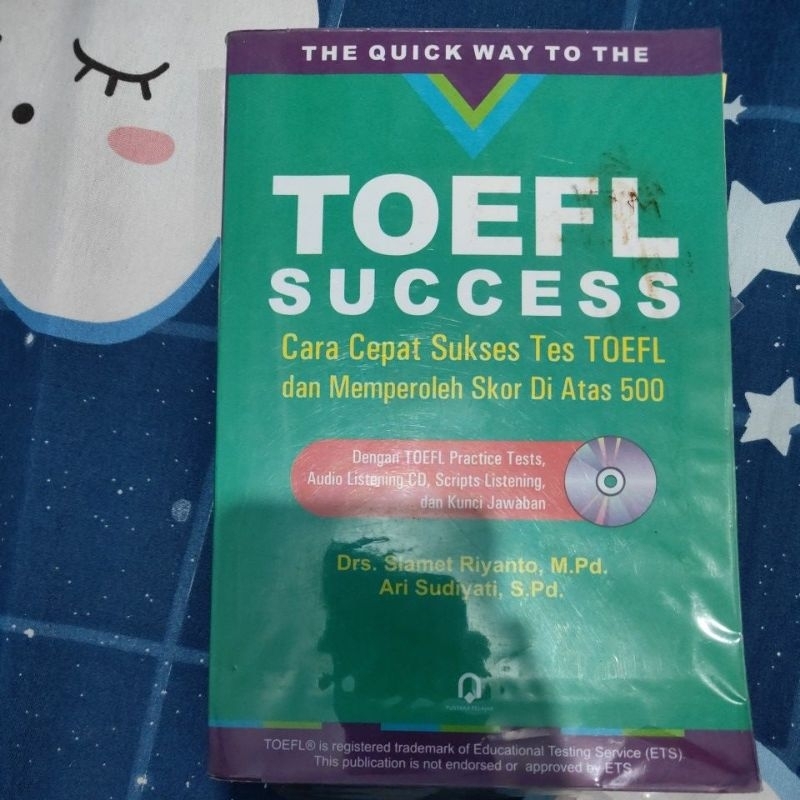 THE QUICK WAY TO THE
TOEFL
SUCCESS
Cara Cepat Sukses Tes TOEFL
dan Memperoleh Skor Di Atas 500
Dengan TOEFL Practice Tests,
Audio Listening CD, Scripts Listening,
dan Kunci Jawaban
Drs. Slamet Riyanto, M.Pd.
Ari Sudiyati, S.Pd.
PUSTAKA PELAJAR
TOEFL® is registered trademark of Educational Testing Service (ETS).
This publication is not endorsed or approved by ETS